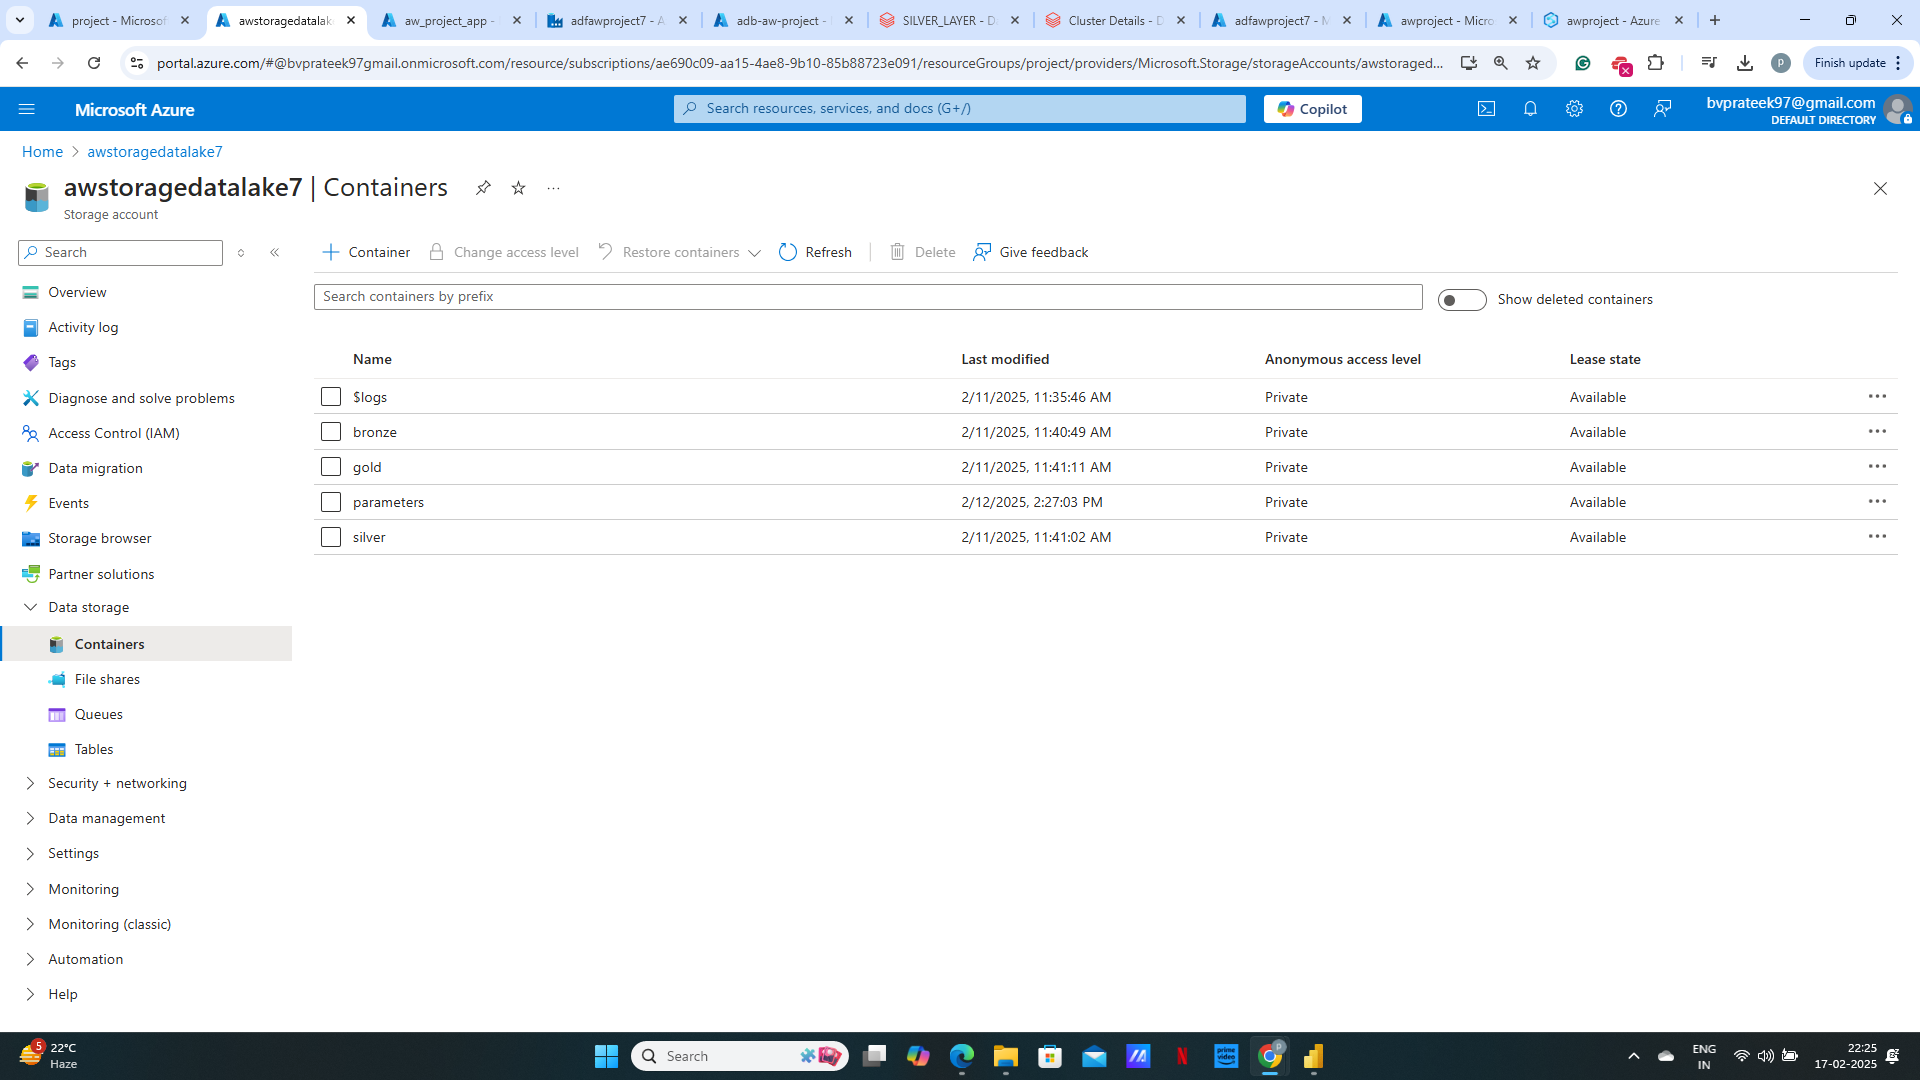 project - Microsof
awstoragedatalak
aw_project_app -
adfawproject7 - A
adb-aw-project -
SILVER_LAYER - D
Cluster Details - D
adfawproject7 - M
awproject - Micro
awproject - Azure
portal.azure.com/#@bvprateek97gmail.onmicrosoft.com/resource/subscriptions/ae690c09-aa15-4ae8-9b10-85b88723e091/resourceGroups/project/providers/Microsoft.Storage/storageAccounts/awstoraged...
P
Finish update
Microsoft Azure
Search resources, services, and docs (G+/)
Copilot
bvprateek97@gmail.com
DEFAULT DIRECTORY
Home > awstoragedatalake7
awstoragedatalake7 | Containers
Storage account
Search
Container
Change access level
Restore containers
Refresh
Delete
Give feedback
Search containers by prefix
Show deleted containers
Name Last modified Anonymous access level Lease state
$logs 2/11/2025, 11:35:46 AM Private Available
bronze 2/11/2025, 11:40:49 AM Private Available
gold 2/11/2025, 11:41:11 AM Private Available
parameters 2/12/2025, 2:27:03 PM Private Available
silver 2/11/2025, 11:41:02 AM Private Available
Overview
Activity log
Tags
Diagnose and solve problems
Access Control (IAM)
Data migration
Events
Storage browser
Partner solutions
Data storage
Containers
File shares
Queues
Tables
Security + networking
Data management
Settings
Monitoring
Monitoring (classic)
Automation
Help
5
22°C
Haze
Search
prime video
N
P
ENG
IN
22:25
17-02-2025